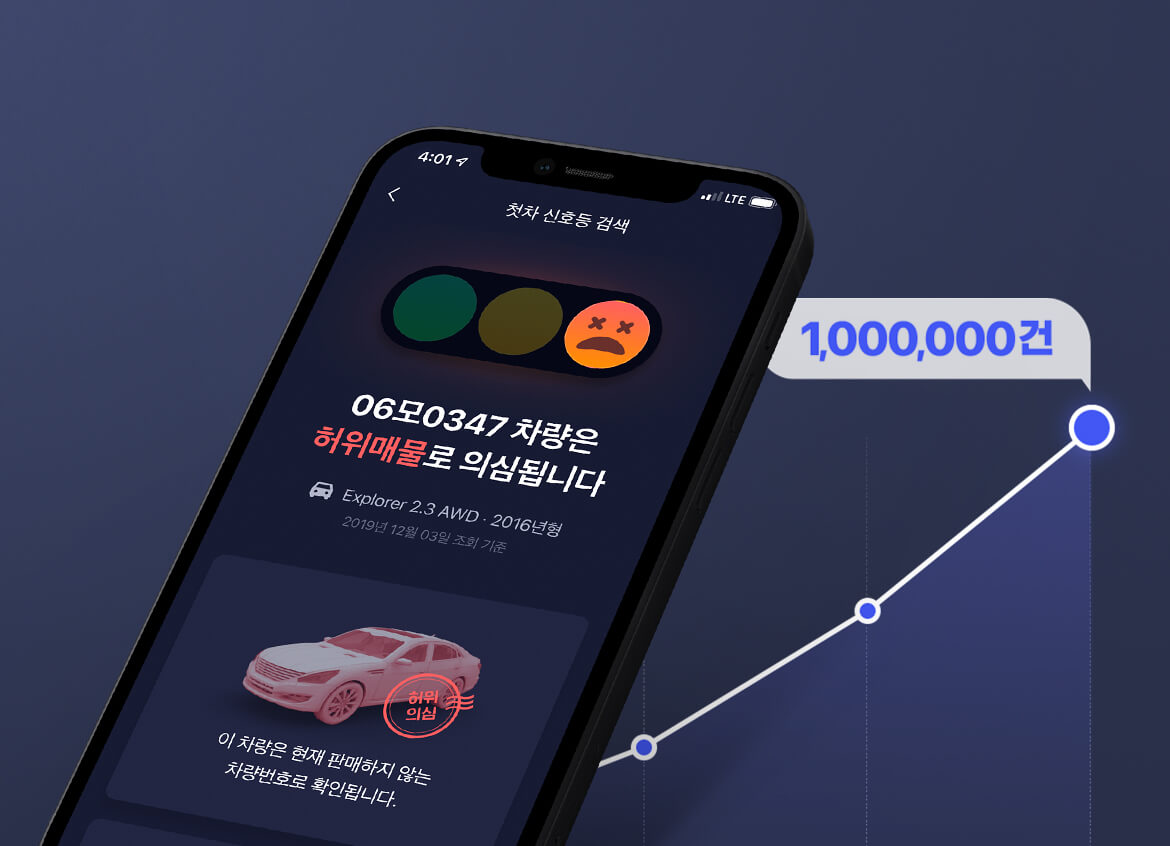 4:01
LTE
첫차 신호등 검색
1,000,000건
06모0347 차량은
허위매물로 의심됩니다
Explorer 2.3 AWD · 2016년형
2019년 12월 03일 조회 기준
허위
의심
이 차량은 현재 판매하지 않는
차량번호로 확인됩니다.